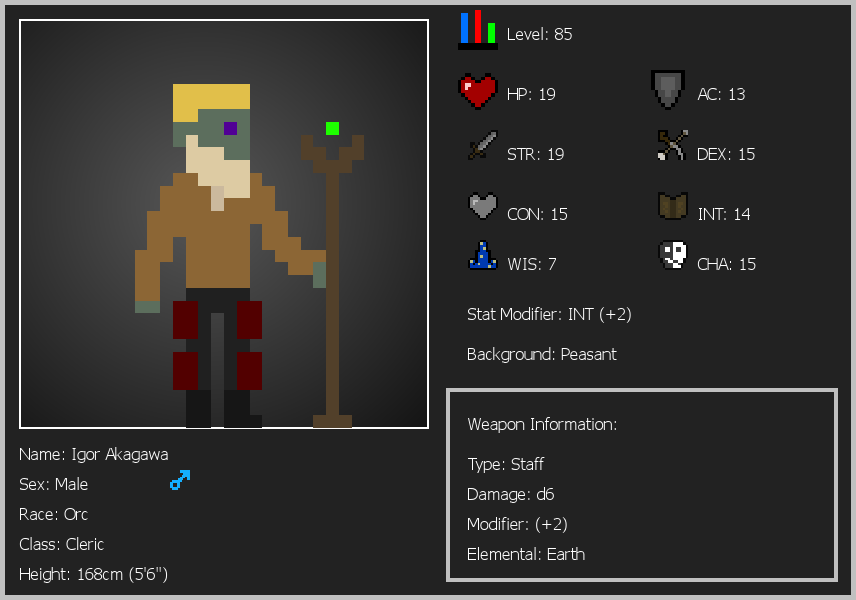 Level: 85
HP: 19
AC: 13
STR: 19
DEX: 15
CON: 15
INT: 14
WIS: 7
CHA: 15
Stat Modifier: INT (+2)
Background: Peasant
Weapon Information:
Type: Staff
Damage: d6
Modifier: (+2)
Elemental: Earth
Name: Igor Akagawa
Sex: Male
Race: Orc
Class: Cleric
Height: 168cm (5'6")